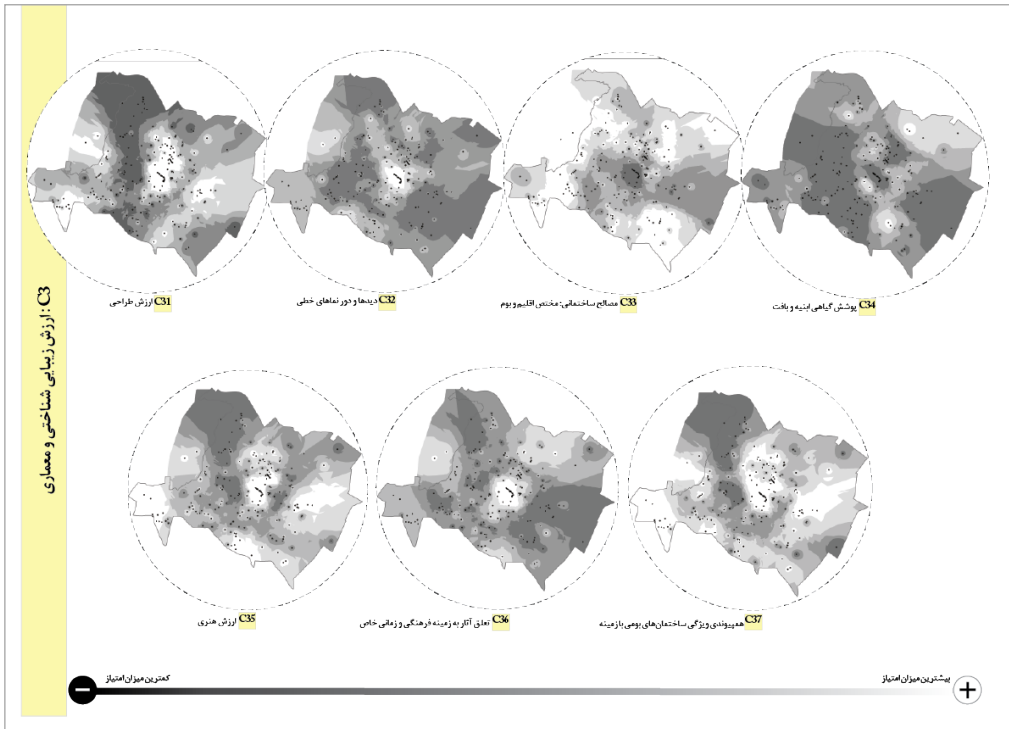 C3: ارزش زیبایی شناختی و معماری
C31 ارزش طراحی
C32 دیدها و دورنماهای خطی
C33 مصالح ساختمانی: مختص اقلیم و بوم
C34 پوشش گیاهی ابنیه و بافت
C35 ارزش هنری
C36 تعلق آثار به زمینه فرهنگی و زمانی خاص
C37 همپیوندی ویژگی ساختمان‌های بومی با زمینه
کمترین میزان امتیاز
بیشترین میزان امتیاز